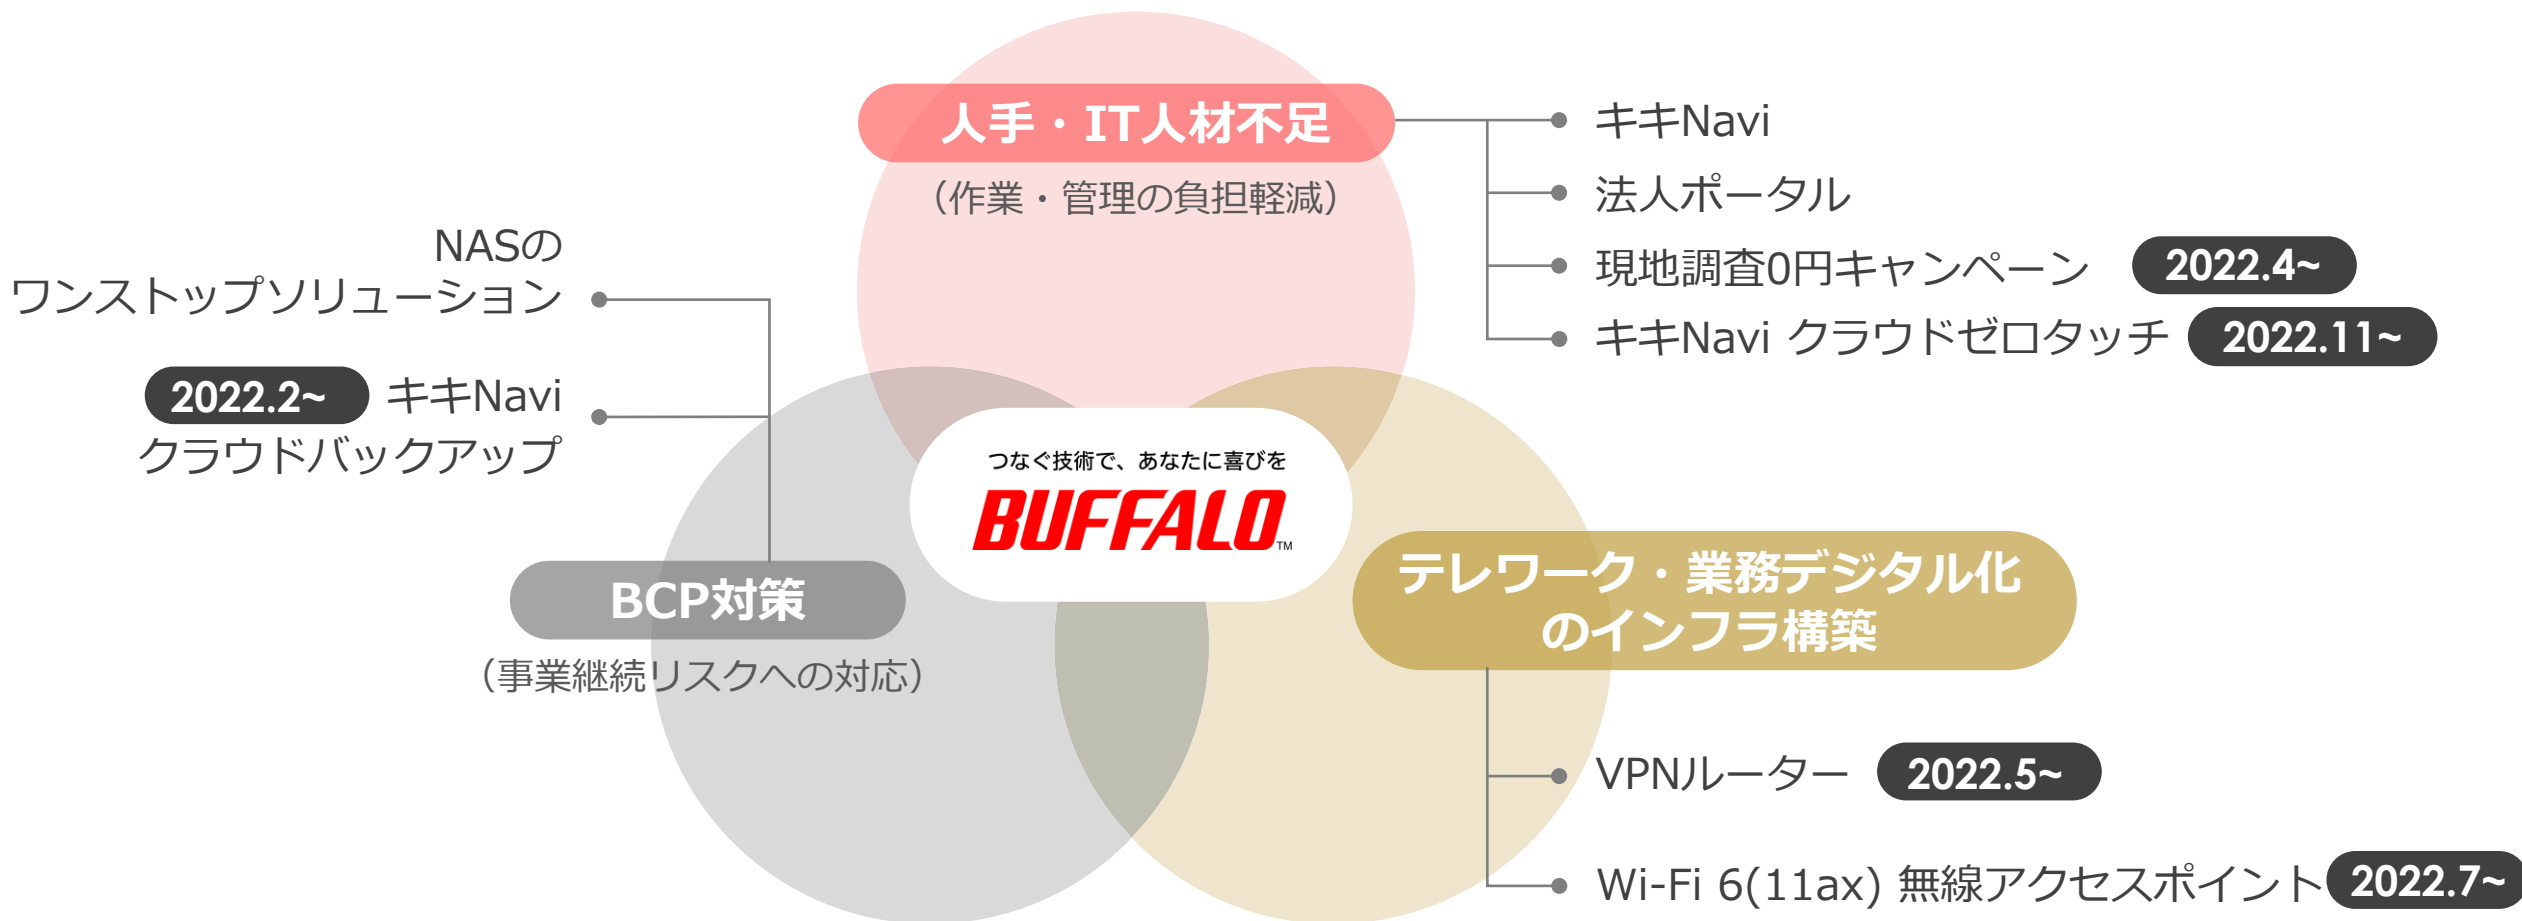 人手・IT人材不足
（作業・管理の負担軽減）
キキNavi
法人ポータル
現地調査0円キャンペーン 2022.4~
キキNavi クラウドゼロタッチ 2022.11~
NASの
ワンストップソリューション
2022.2~ キキNavi
クラウドバックアップ
つなぐ技術で、あなたに喜びを
BUFFALO™
BCP対策
（事業継続リスクへの対応）
テレワーク・業務デジタル化
のインフラ構築
VPNルーター 2022.5~
Wi-Fi 6(11ax) 無線アクセスポイント 2022.7~